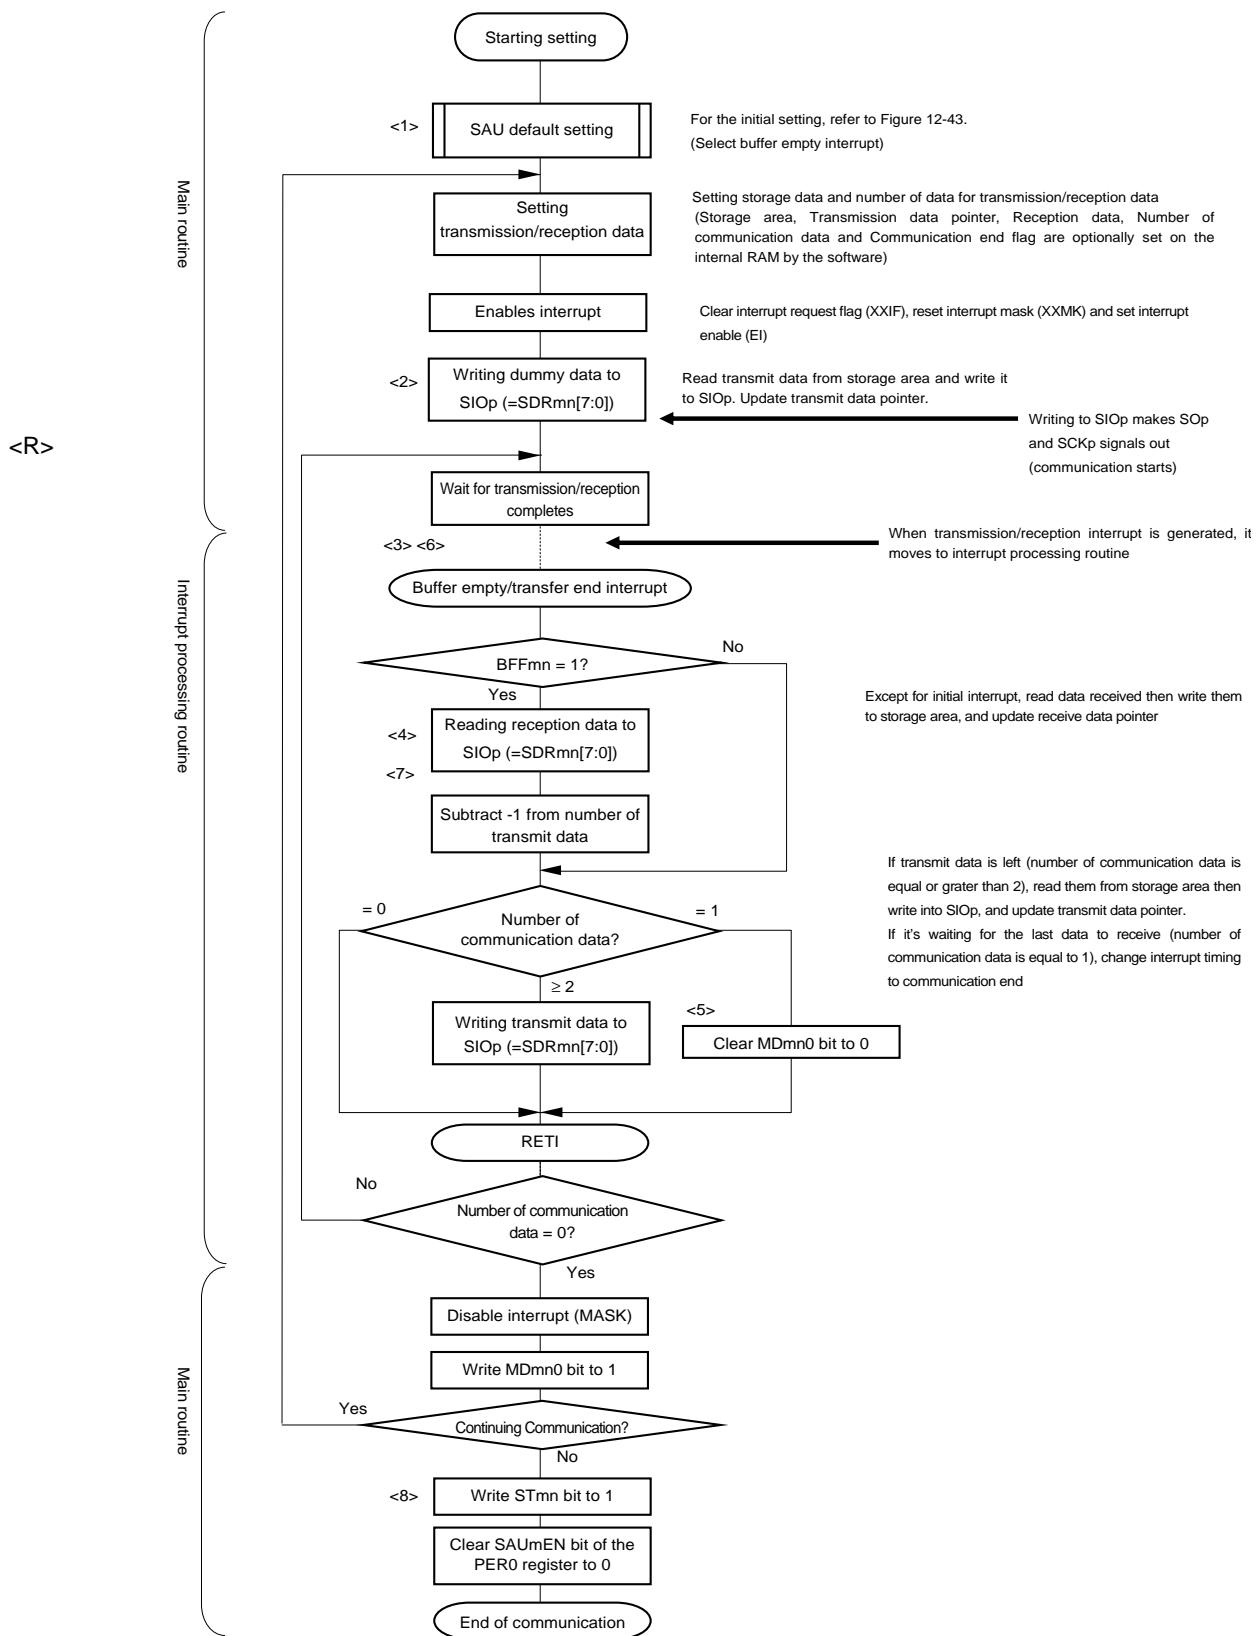 Starting setting
<1>
SAU default setting
For the initial setting, refer to Figure 12-43.
(Select buffer empty interrupt)
Main routine
Setting
transmission/reception data
Setting storage data and number of data for transmission/reception data
(Storage area, Transmission data pointer, Reception data, Number of
communication data and Communication end flag are optionally set on the
internal RAM by the software)
Enables interrupt
Clear interrupt request flag (XXIF), reset interrupt mask (XXMK) and set interrupt
enable (EI)
<2>
Writing dummy data to
SIOp (=SDRmn[7:0])
Read transmit data from storage area and write it
to SIOp. Update transmit data pointer.
Writing to SIOp makes SOp
and SCKp signals out
(communication starts)
<R>
Wait for transmission/reception
completes
<3> <6>
When transmission/reception interrupt is generated, it
moves to interrupt processing routine
Interrupt processing routine
Buffer empty/transfer end interrupt
BFFmn = 1?
No
Yes
Except for initial interrupt, read data received then write them
to storage area, and update receive data pointer
<4>
Reading reception data to
SIOp (=SDRmn[7:0])
<7>
Subtract -1 from number of
transmit data
If transmit data is left (number of communication data is
equal or grater than 2), read them from storage area then
write into SIOp, and update transmit data pointer.
If it's waiting for the last data to receive (number of
communication data is equal to 1), change interrupt timing
to communication end
= 0
Number of
communication data?
= 1
≥ 2
Writing transmit data to
SIOp (=SDRmn[7:0])
<5>
Clear MDmn0 bit to 0
RETI
No
Number of communication
data = 0?
Yes
Main routine
Disable interrupt (MASK)
Write MDmn0 bit to 1
Yes
Continuing Communication?
No
<8>
Write STmn bit to 1
Clear SAUmEN bit of the
PER0 register to 0
End of communication